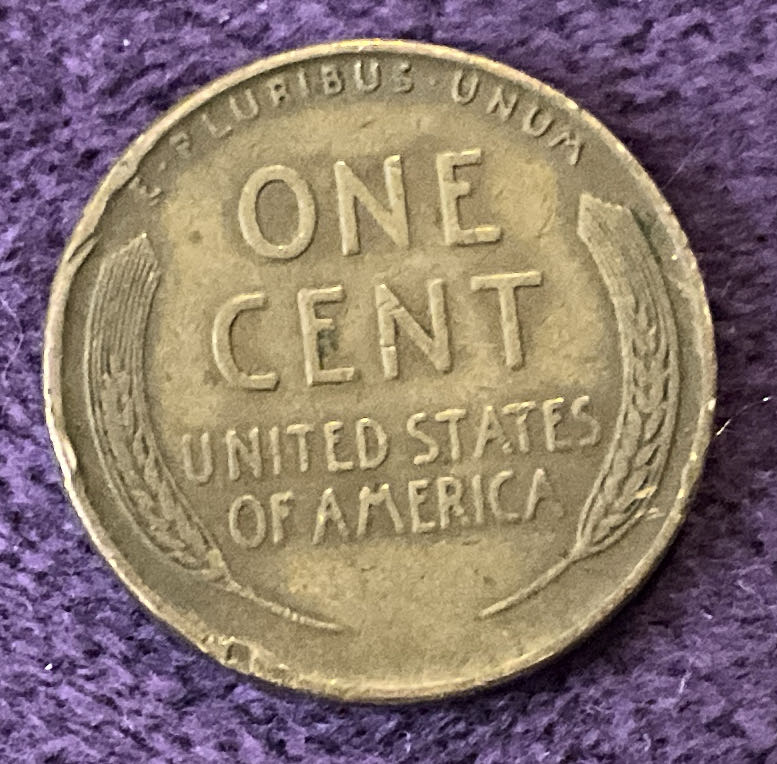 E·PLURIBUS·UNUM
ONE
CENT
UNITED STATES
OF AMERICA